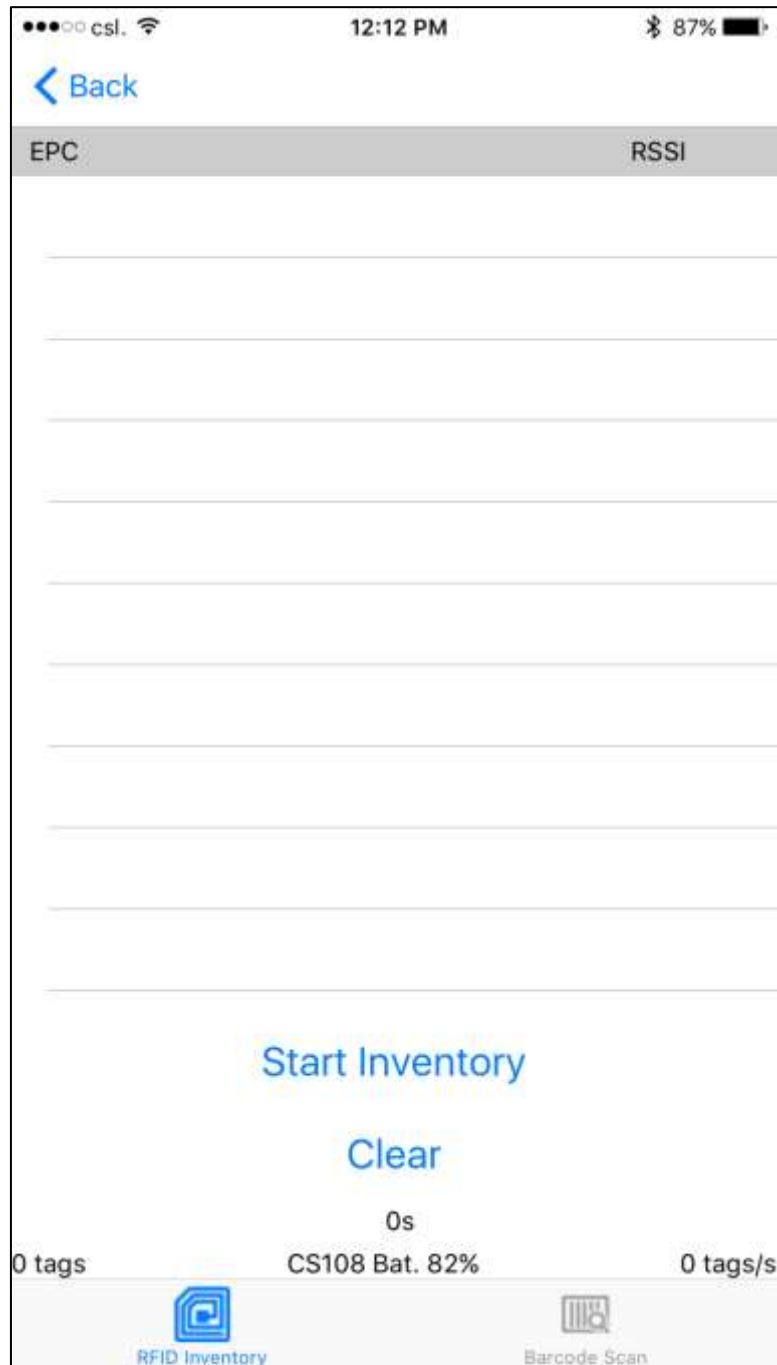 csl. 12:12 PM 87%
Back
EPC RSSI
Start Inventory
Clear
0s
0 tags CS108 Bat. 82% 0 tags/s
RFID Inventory Barcode Scan